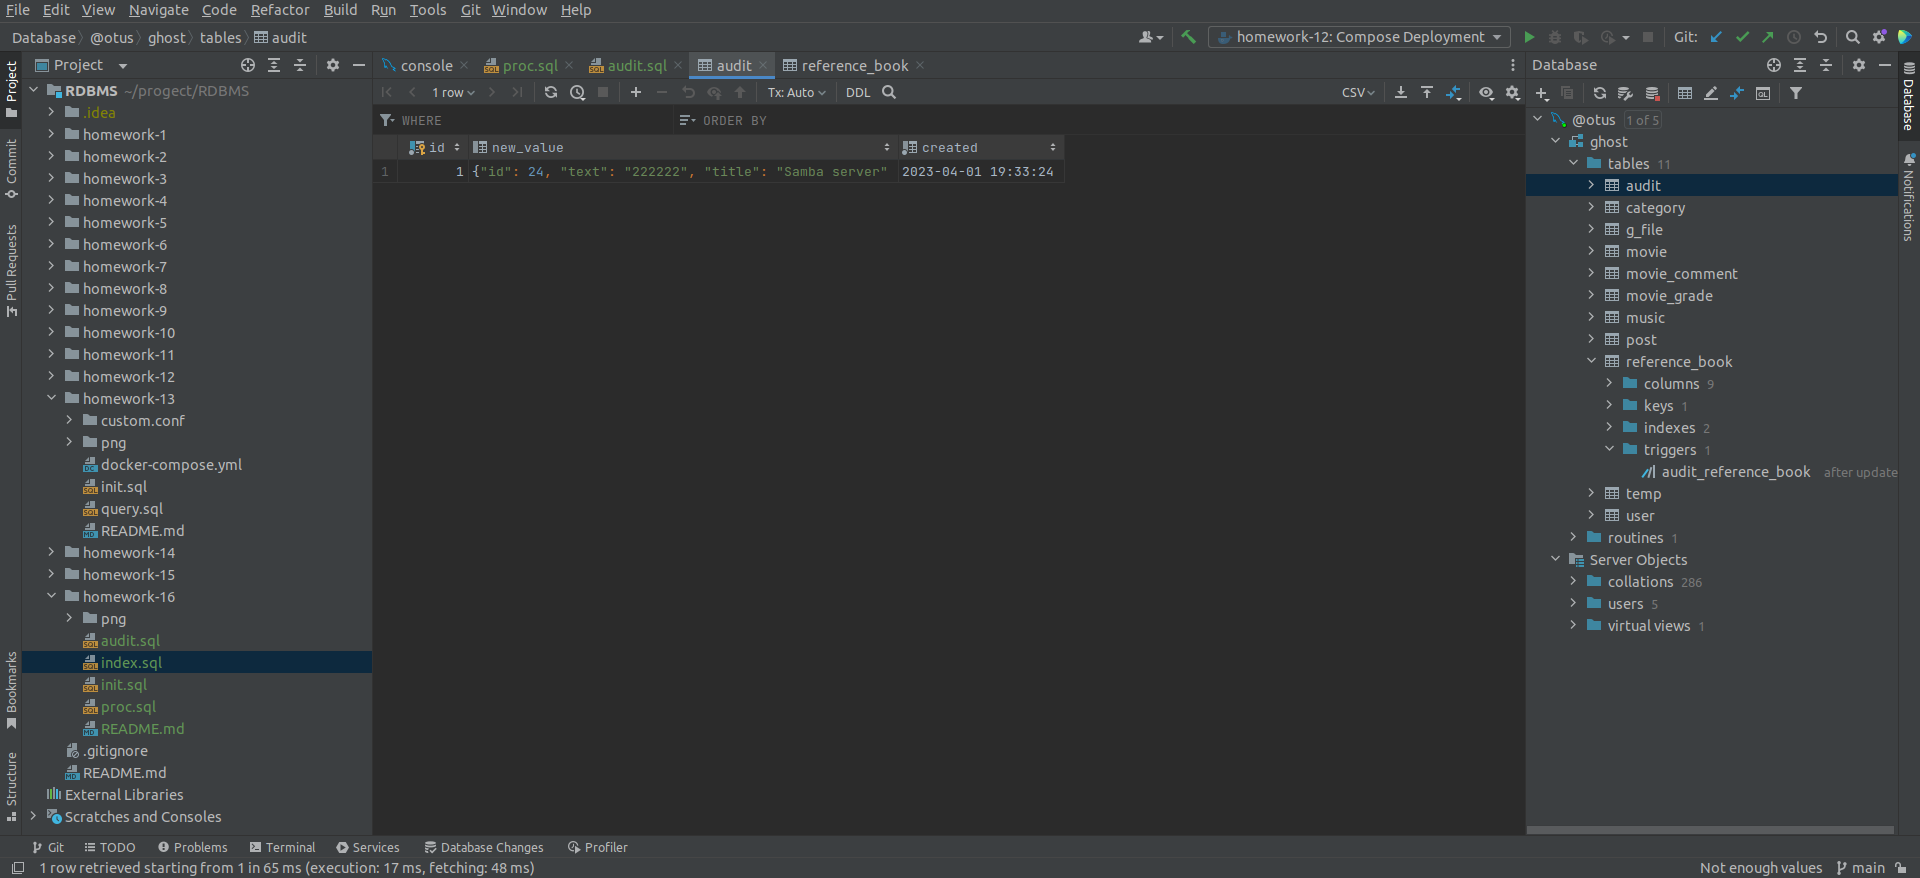 File Edit View Navigate Code Refactor Build Run Tools Git Window Help
Database @otus ghost tables audit
homework-12: Compose Deployment
Git:
Project
console
proc.sql
audit.sql
audit
reference_book
Database
1 row
Tx: Auto
DDL
CSV
WHERE
ORDER BY
id new_value created
1 1 {"id": 24, "text": "222222", "title": "Samba server" 2023-04-01 19:33:24
RDBMS ~/progect/RDBMS
.idea
homework-1
homework-2
homework-3
homework-4
homework-5
homework-6
homework-7
homework-8
homework-9
homework-10
homework-11
homework-12
homework-13
custom.conf
png
docker-compose.yml
init.sql
query.sql
README.md
homework-14
homework-15
homework-16
png
audit.sql
index.sql
init.sql
proc.sql
README.md
.gitignore
README.md
External Libraries
Scratches and Consoles
@otus 1 of 5
ghost
tables 11
audit
category
g_file
movie
movie_comment
movie_grade
music
post
reference_book
columns 9
keys 1
indexes 2
triggers 1
audit_reference_book after update
temp
user
routines 1
Server Objects
collations 286
users 5
virtual views 1
Project
Commit
Pull Requests
Bookmarks
Structure
Database
Notifications
Git TODO Problems Terminal Services Database Changes Profiler
1 row retrieved starting from 1 in 65 ms (execution: 17 ms, fetching: 48 ms)
Not enough values main